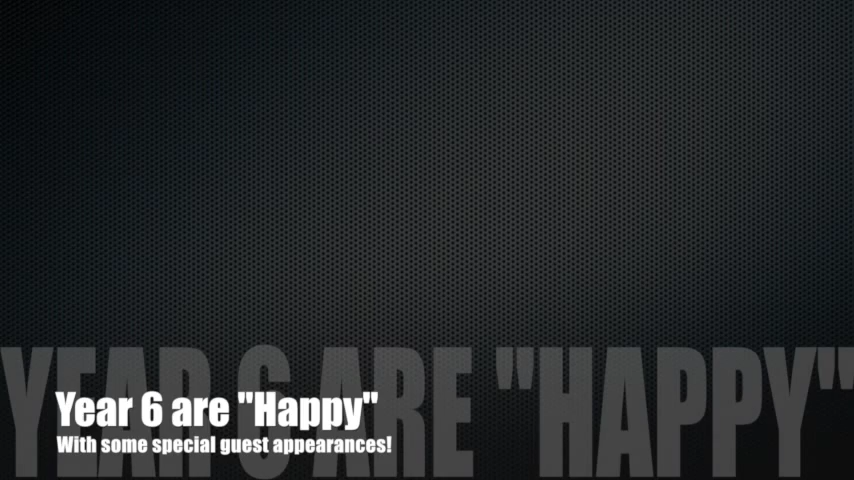 YEAR 6 ARE "HAPPY"
Year 6 are "Happy"
With some special guest appearances!